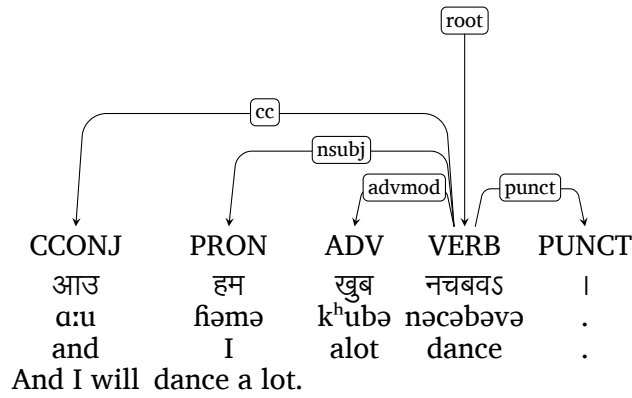 root
cc
nsubj
advmod punct
CCONJ PRON ADV VERB PUNCT
आउ हम खुब नचबवऽ ।
ɑːu ɦəmə kʰubə nəcəbəvə .
and I alot dance .
And I will dance a lot.